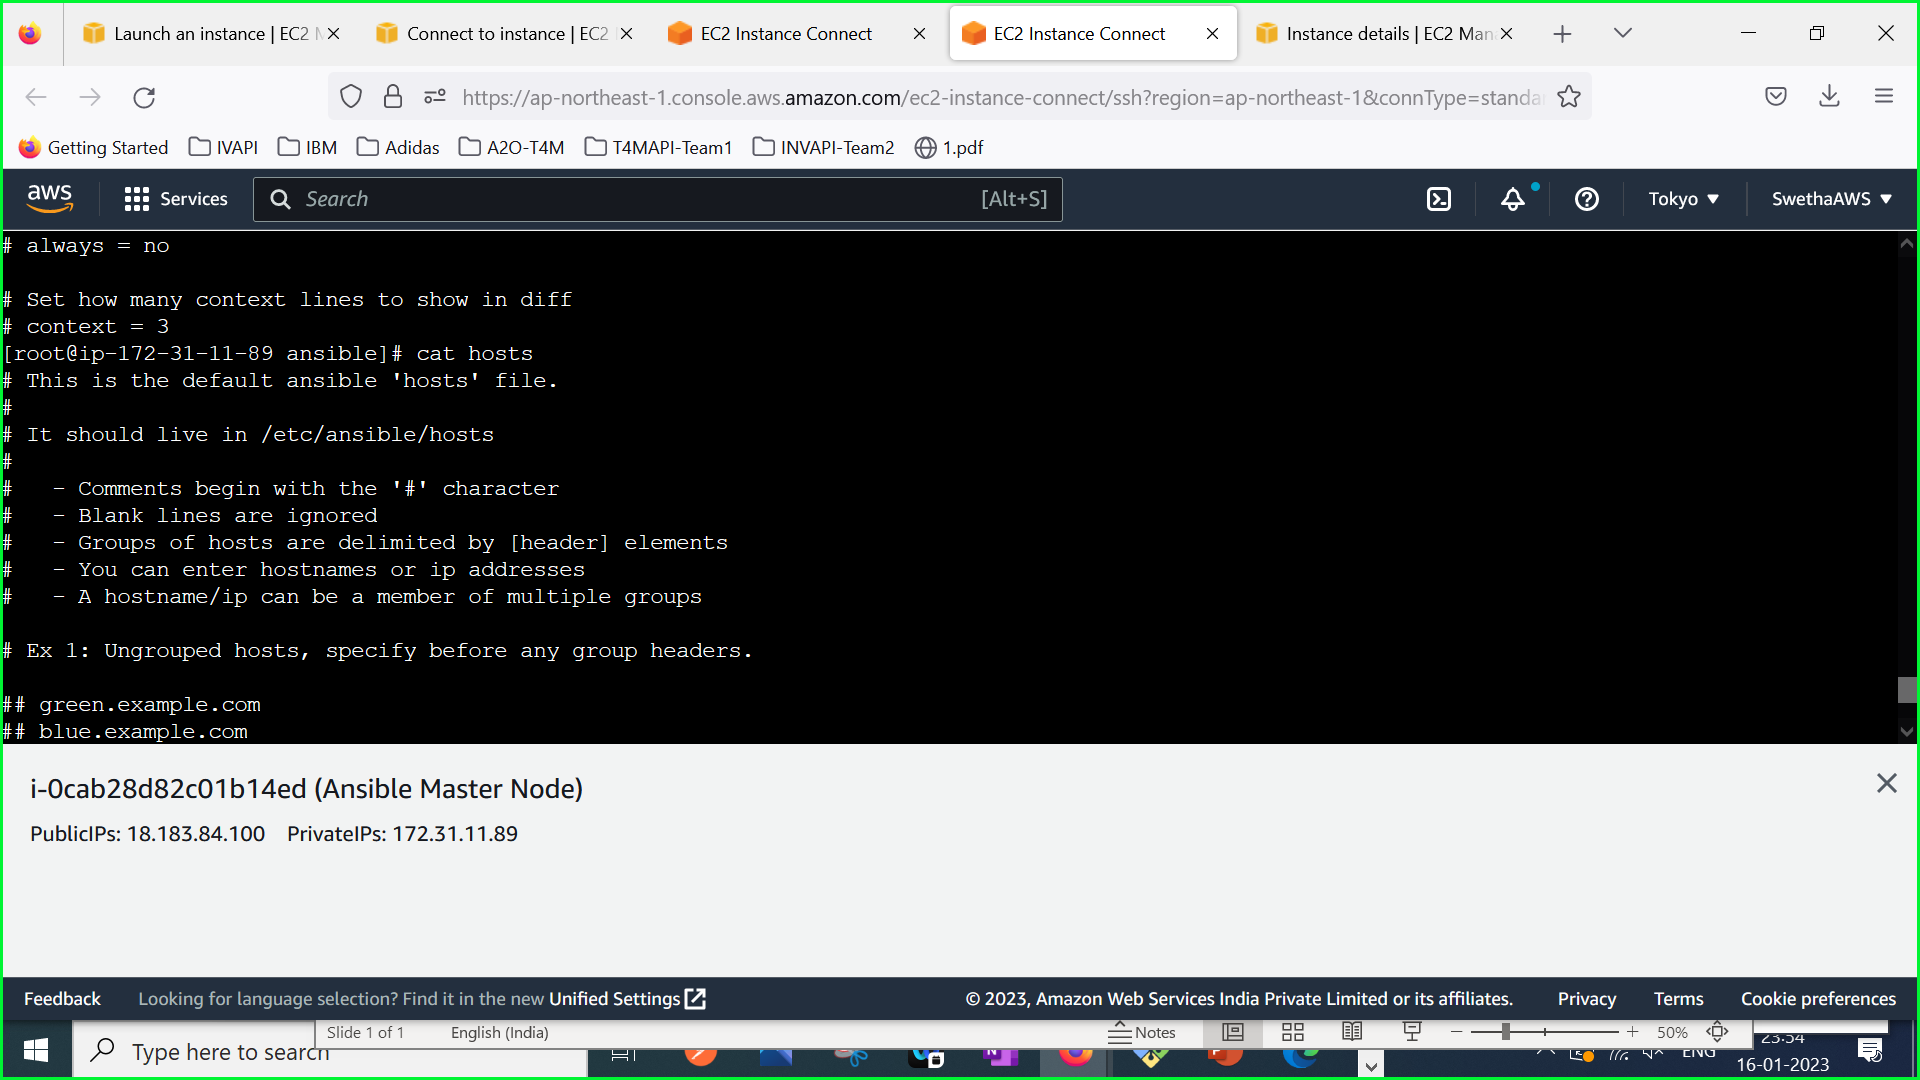 Launch an instance | EC2 M
Connect to instance | EC2
EC2 Instance Connect
EC2 Instance Connect
Instance details | EC2 Mana
https://ap-northeast-1.console.aws.amazon.com/ec2-instance-connect/ssh?region=ap-northeast-1&connType=standa
Getting Started
IVAPI
IBM
Adidas
A2O-T4M
T4MAPI-Team1
INVAPI-Team2
1.pdf
aws
Services
Search
[Alt+S]
Tokyo
SwethaAWS
# always = no
# Set how many context lines to show in diff
# context = 3
[root@ip-172-31-11-89 ansible]# cat hosts
# This is the default ansible 'hosts' file.
#
# It should live in /etc/ansible/hosts
#
#   - Comments begin with the '#' character
#   - Blank lines are ignored
#   - Groups of hosts are delimited by [header] elements
#   - You can enter hostnames or ip addresses
#   - A hostname/ip can be a member of multiple groups
# Ex 1: Ungrouped hosts, specify before any group headers.
## green.example.com
## blue.example.com
i-0cab28d82c01b14ed (Ansible Master Node)
PublicIPs: 18.183.84.100    PrivateIPs: 172.31.11.89
Feedback
Looking for language selection? Find it in the new Unified Settings
© 2023, Amazon Web Services India Private Limited or its affiliates.
Privacy
Terms
Cookie preferences
Slide 1 of 1
English (India)
Notes
50%
Type here to search
ENG
23:54
16-01-2023